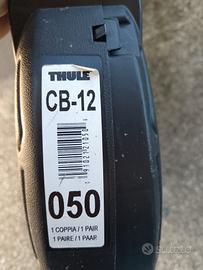 THULE
CB-12
050
1 COPPIA / 1 PAIR
1 PAIRE / 1 PAAR